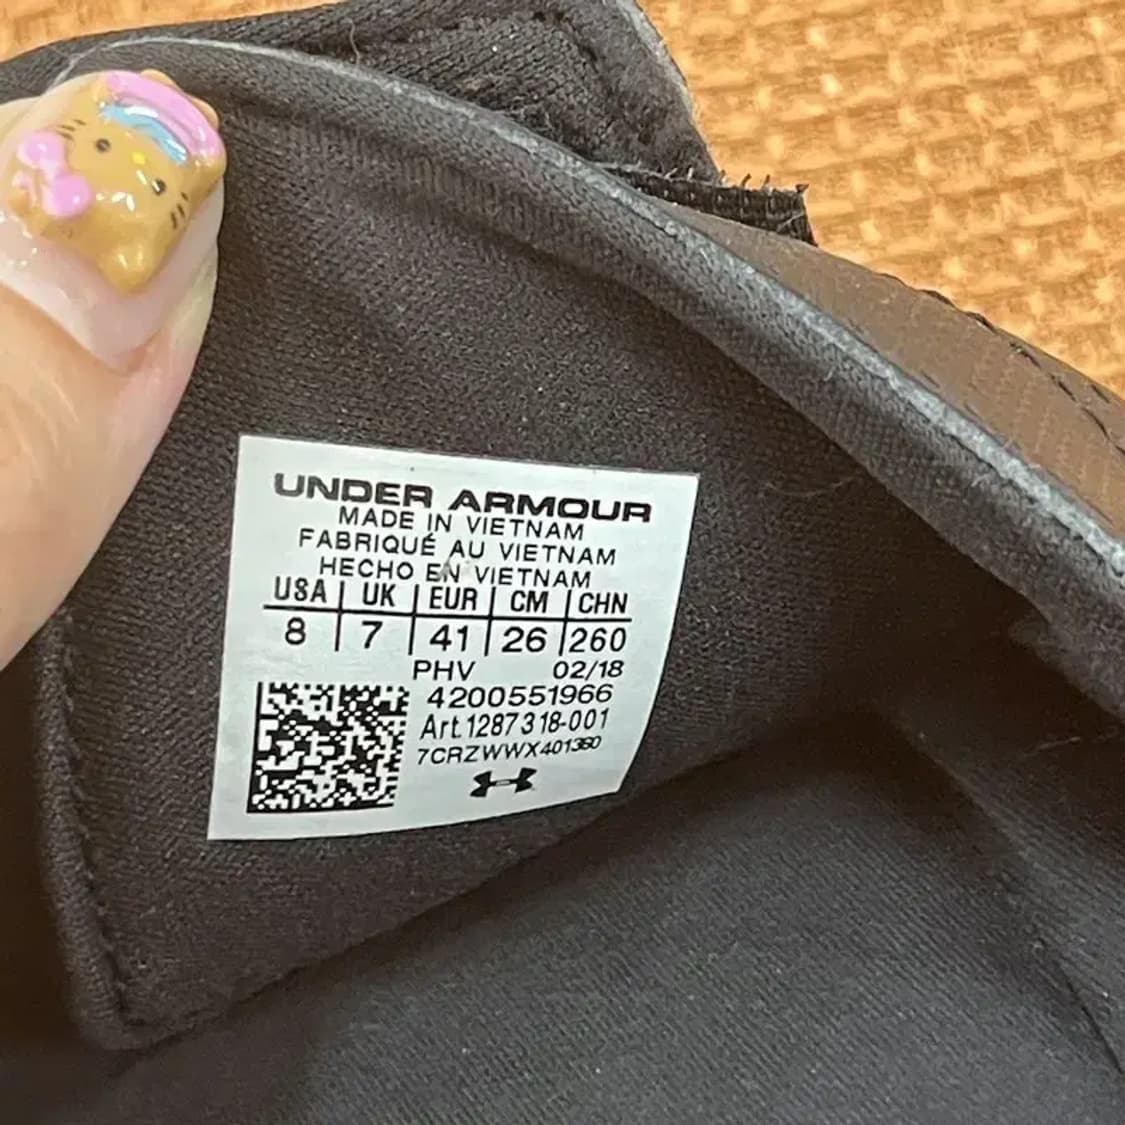 UNDER ARMOUR
MADE IN VIETNAM
FABRIQUÉ AU VIETNAM
HECHO EN VIETNAM
USA | UK | EUR | CM | CHN
8 | 7 | 41 | 26 | 260
PHV 02/18
4200551966
Art.1287318-001
7CRZWWX401360